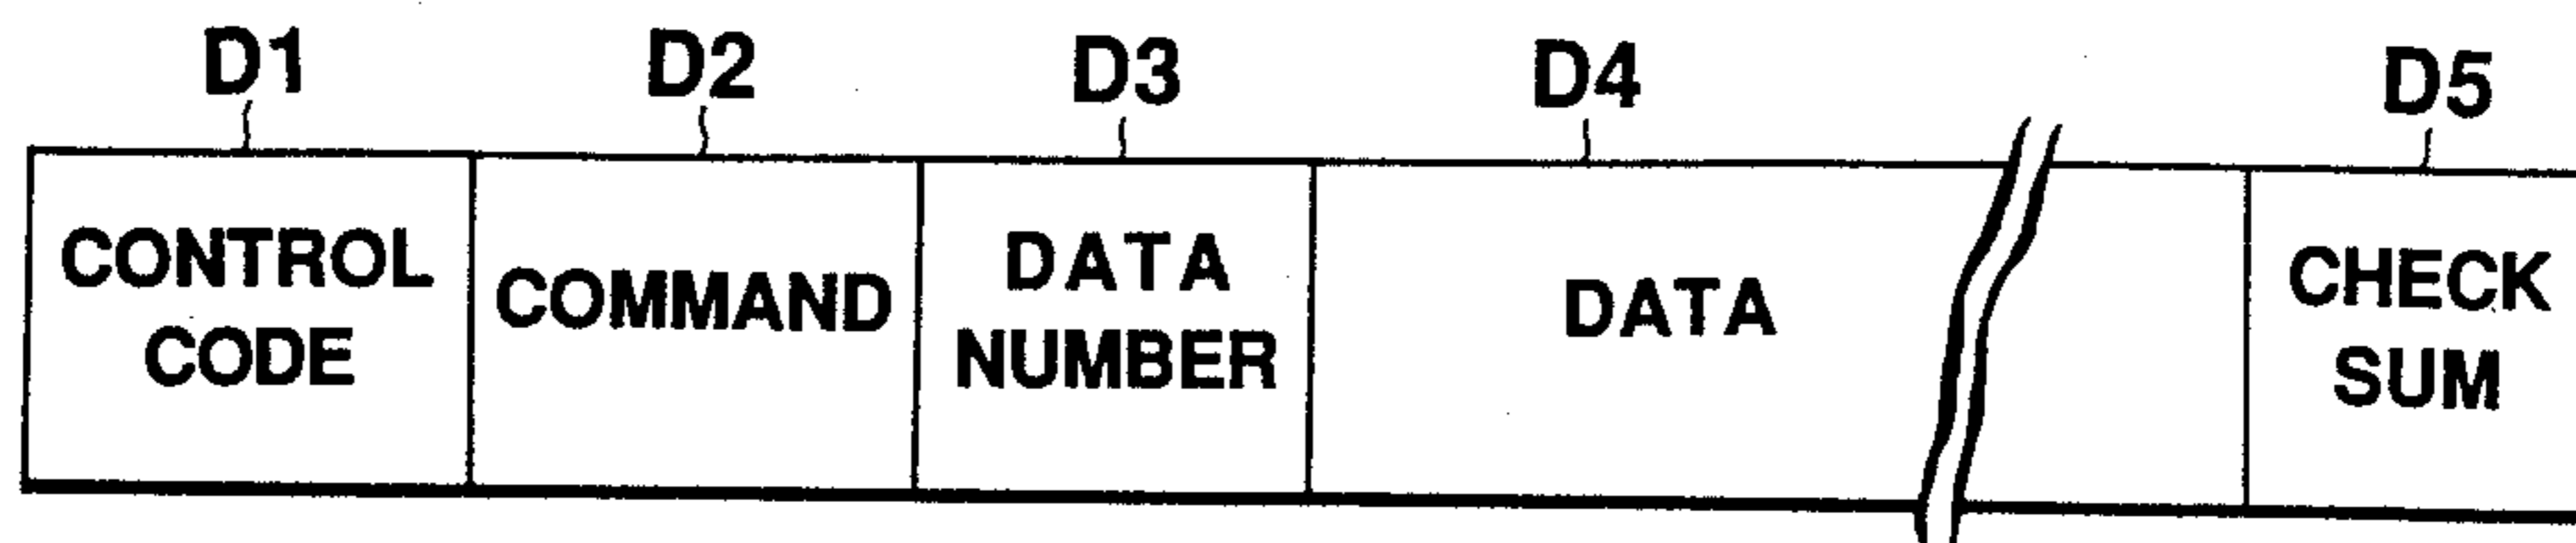 D1 D2 D3 D4 D5
CONTROL
CODE
COMMAND
DATA
NUMBER
DATA
CHECK
SUM